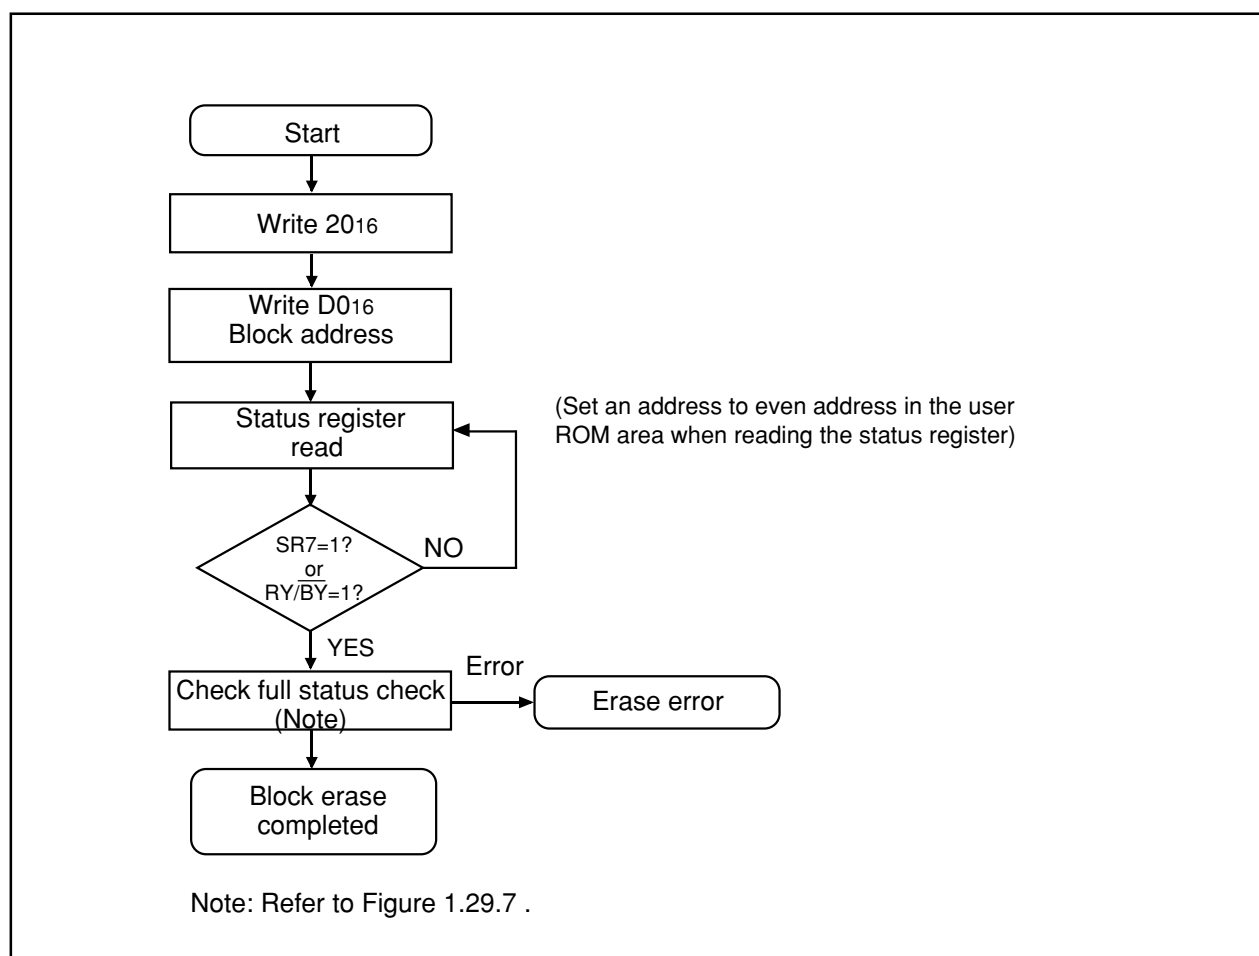 Start
Write 2016
Write D016
Block address
Status register
read
(Set an address to even address in the user
ROM area when reading the status register)
SR7=1?
or
RY/B̅Y̅=1?
NO
YES
Error
Check full status check
(Note)
Erase error
Block erase
completed
Note: Refer to Figure 1.29.7 .